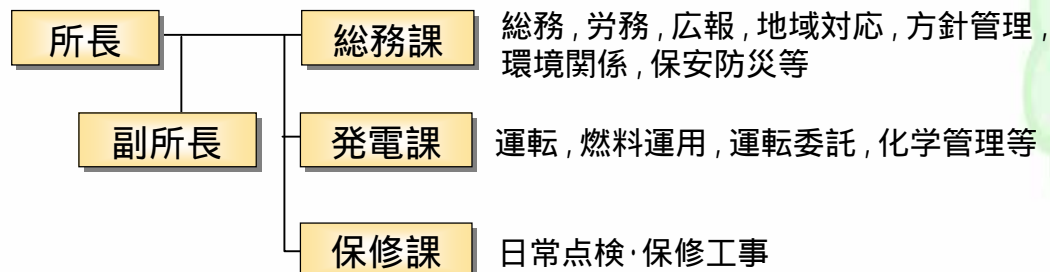 所長
総務課
総務,労務,広報,地域対応,方針管理,
環境関係,保安防災等
副所長
発電課
運転,燃料運用,運転委託,化学管理等
保修課
日常点検･保修工事